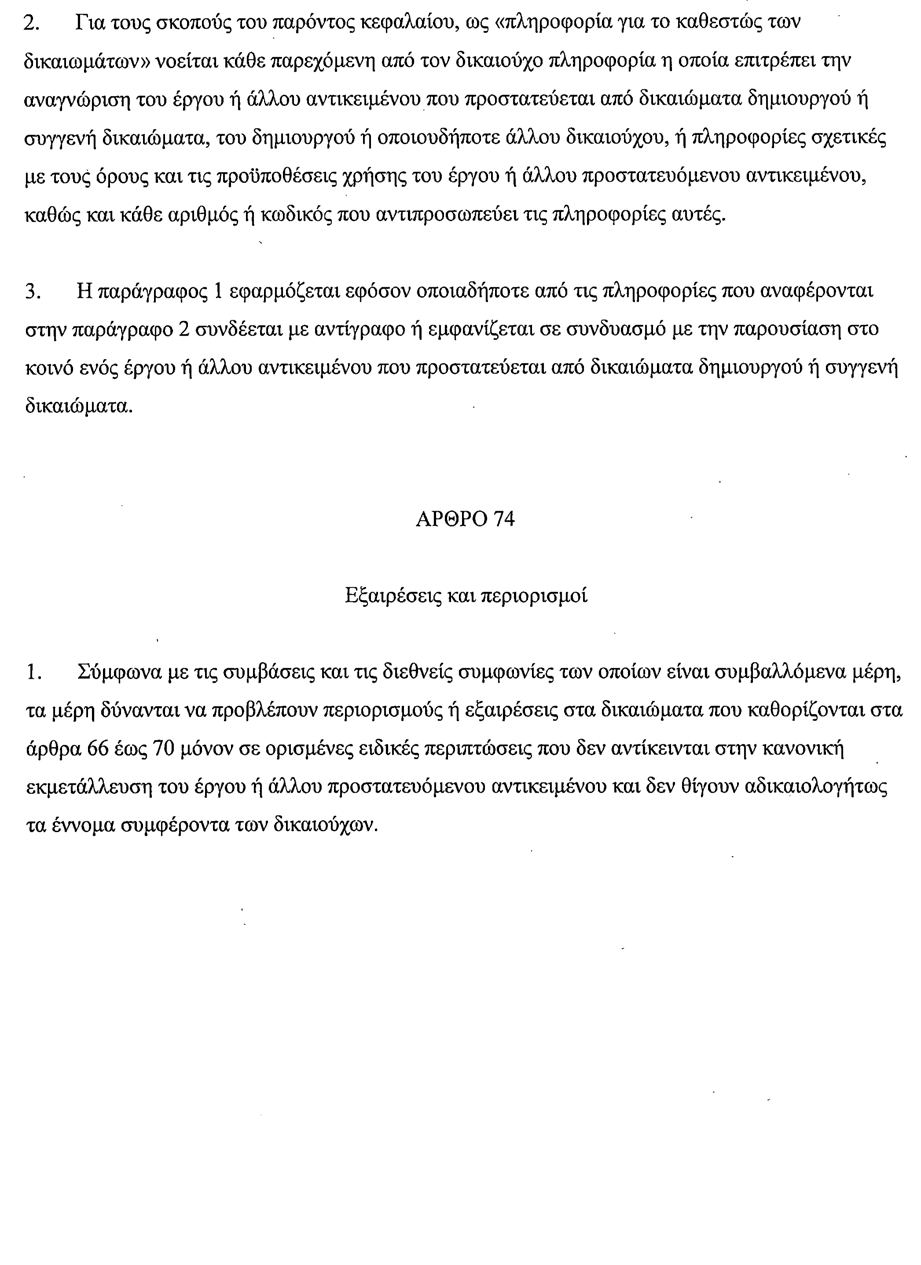 2. Για τους σκοπούς του παρόντος κεφαλαίου, ως «πληροφορία για το καθεστώς των
δικαιωμάτων» νοείται κάθε παρεχόμενη από τον δικαιούχο πληροφορία η οποία επιτρέπει την
αναγνώριση του έργου ή άλλου αντικειμένου που προστατεύεται από δικαιώματα δημιουργού ή
συγγενή δικαιώματα, του δημιουργού ή οποιουδήποτε άλλου δικαιούχου, ή πληροφορίες σχετικές
με τους όρους και τις προϋποθέσεις χρήσης του έργου ή άλλου προστατευόμενου αντικειμένου,
καθώς και κάθε αριθμός ή κωδικός που αντιπροσωπεύει τις πληροφορίες αυτές.
3. Η παράγραφος 1 εφαρμόζεται εφόσον οποιαδήποτε από τις πληροφορίες που αναφέρονται
στην παράγραφο 2 συνδέεται με αντίγραφο ή εμφανίζεται σε συνδυασμό με την παρουσίαση στο
κοινό ενός έργου ή άλλου αντικειμένου που προστατεύεται από δικαιώματα δημιουργού ή συγγενή
δικαιώματα.
ΑΡΘΡΟ 74
Εξαιρέσεις και περιορισμοί
1. Σύμφωνα με τις συμβάσεις και τις διεθνείς συμφωνίες των οποίων είναι συμβαλλόμενα μέρη,
τα μέρη δύνανται να προβλέπουν περιορισμούς ή εξαιρέσεις στα δικαιώματα που καθορίζονται στα
άρθρα 66 έως 70 μόνον σε ορισμένες ειδικές περιπτώσεις που δεν αντίκεινται στην κανονική
εκμετάλλευση του έργου ή άλλου προστατευόμενου αντικειμένου και δεν θίγουν αδικαιολογήτως
τα έννομα συμφέροντα των δικαιούχων.